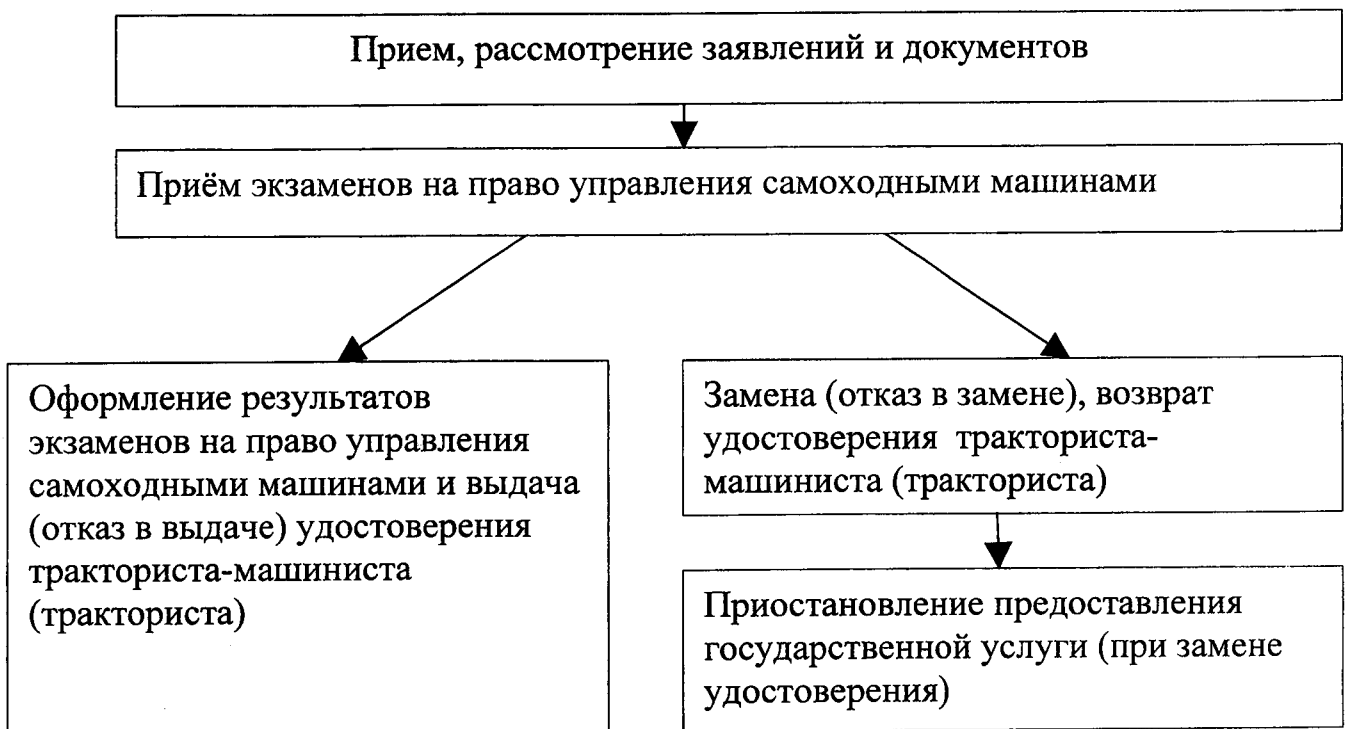 Прием, рассмотрение заявлений и документов
Приём экзаменов на право управления самоходными машинами
Оформление результатов
экзаменов на право управления
самоходными машинами и выдача
(отказ в выдаче) удостоверения
тракториста-машиниста
(тракториста)
Замена (отказ в замене), возврат
удостоверения тракториста-
машиниста (тракториста)
Приостановление предоставления
государственной услуги (при замене
удостоверения)